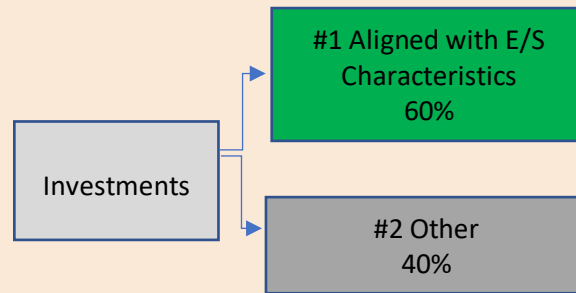 #1 Aligned with E/S
Characteristics
60%
Investments
#2 Other
40%